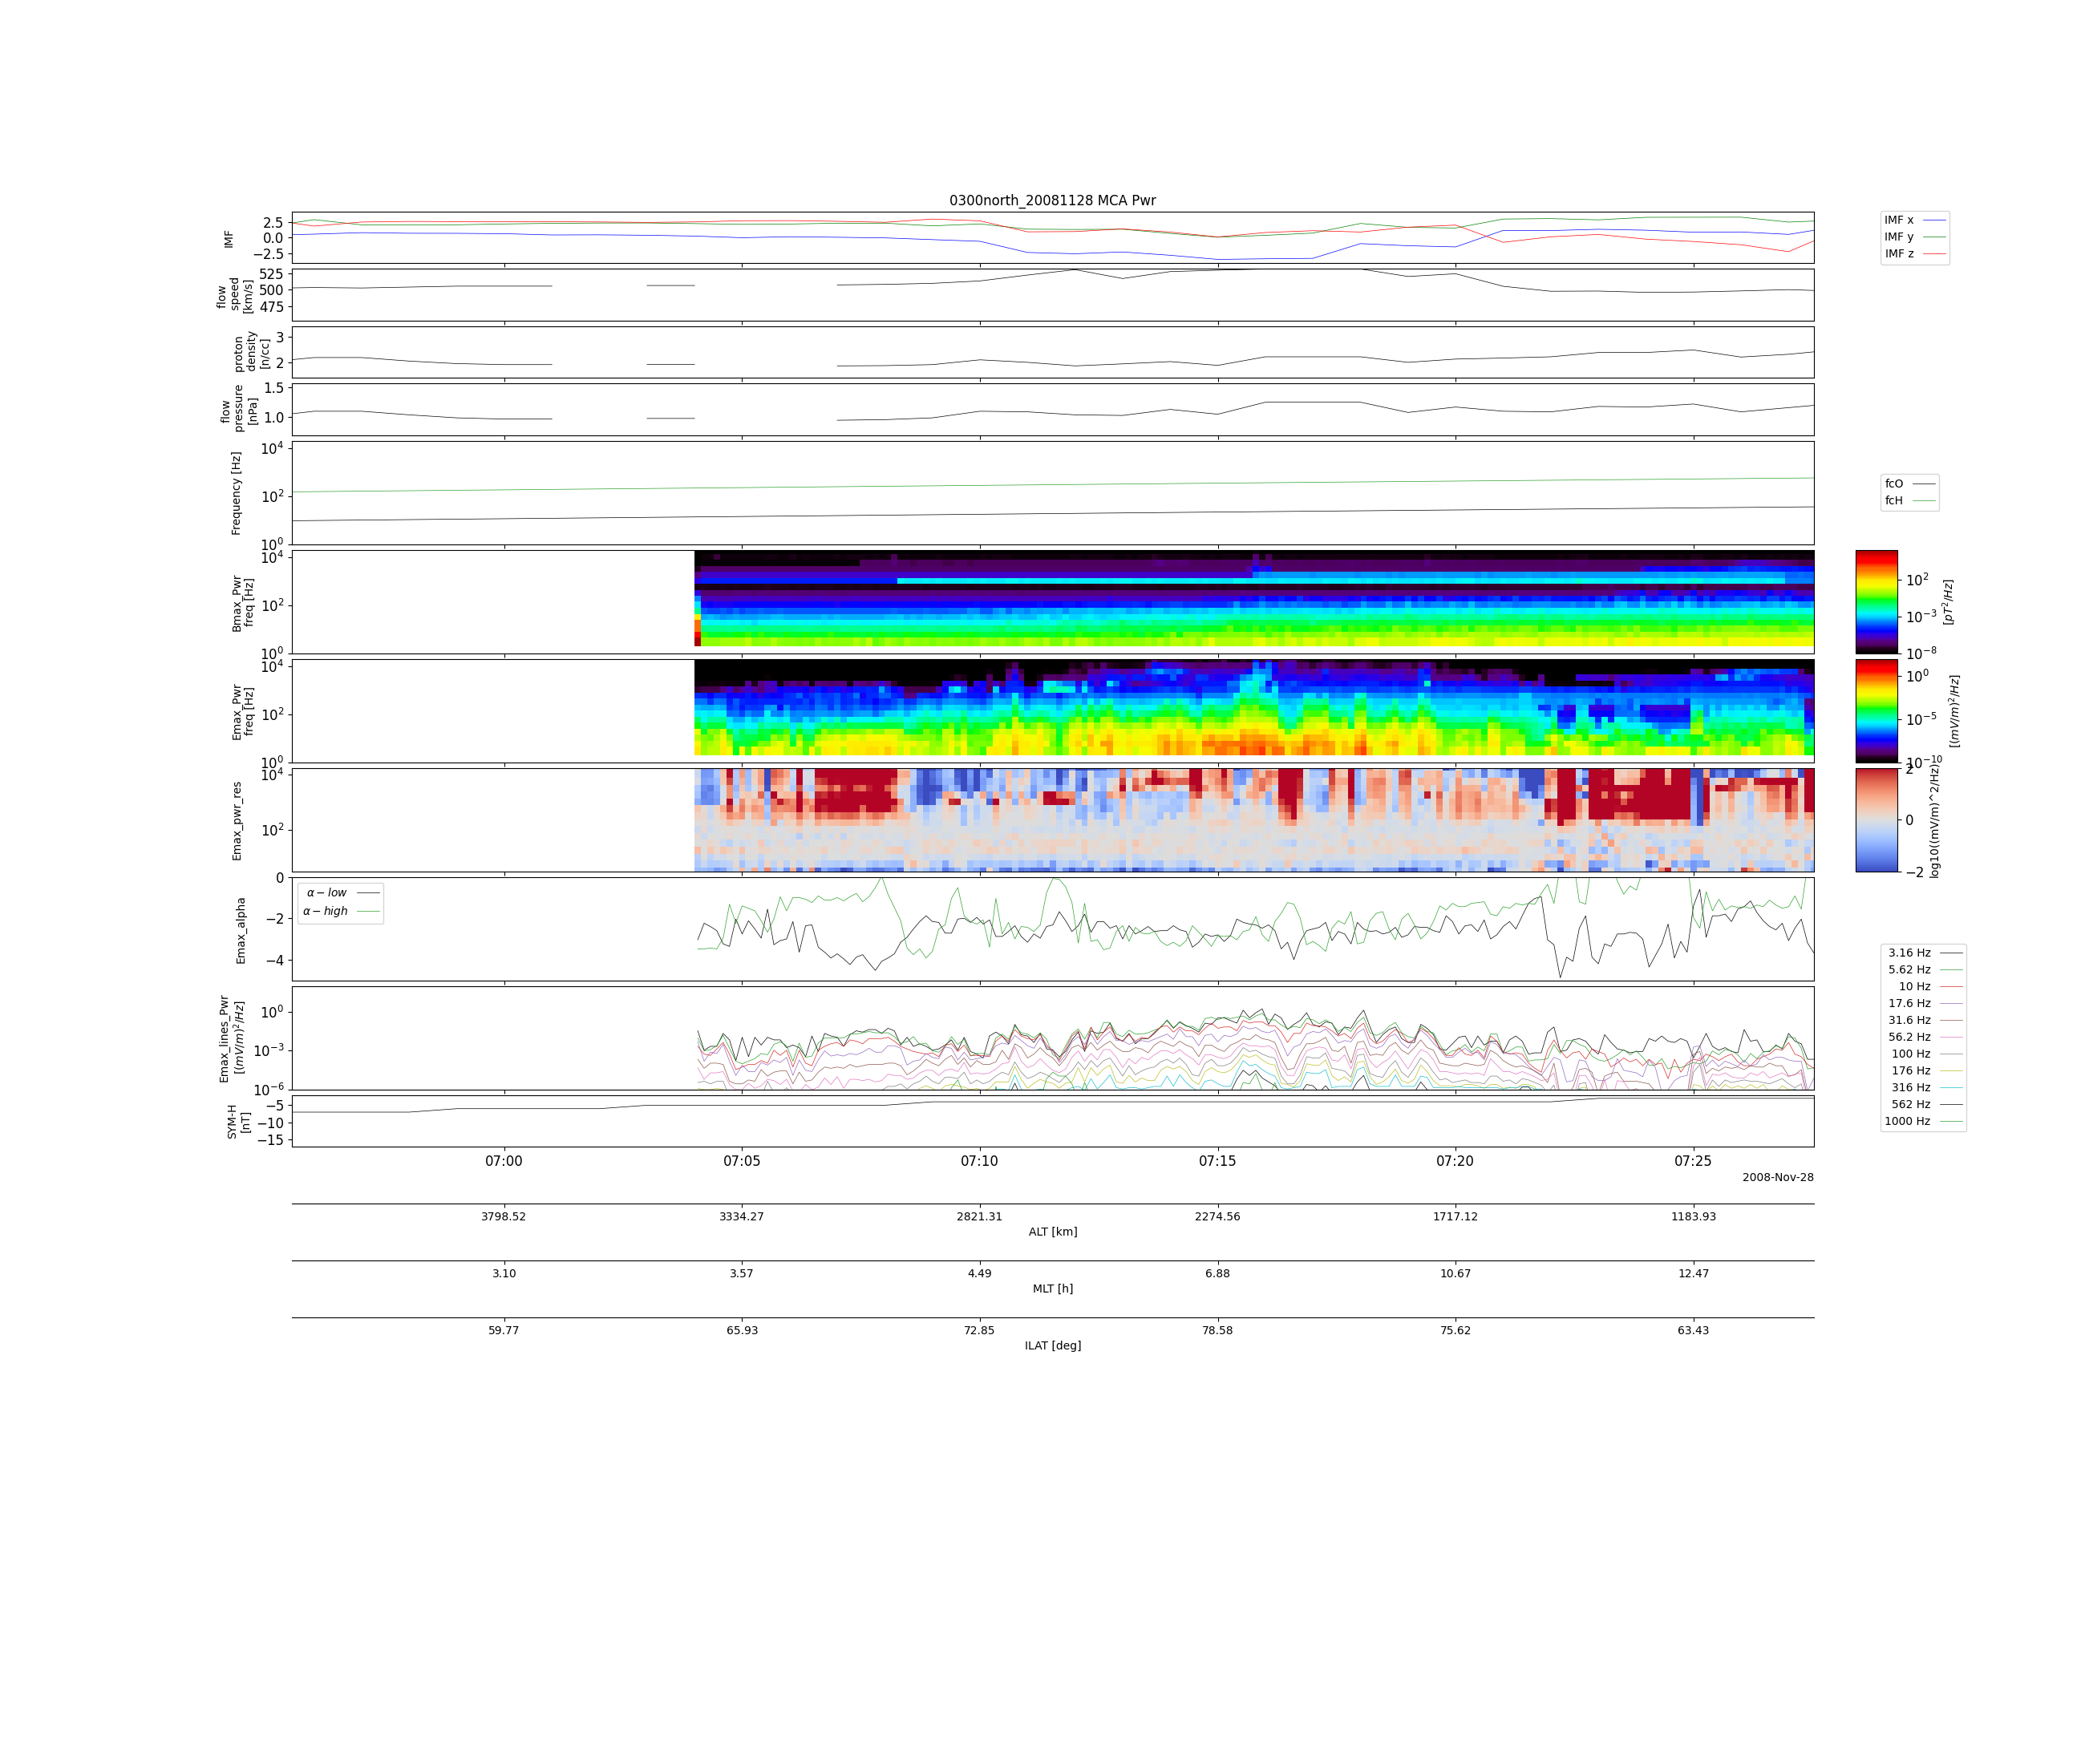 0300north_20081128 MCA Pwr
IMF
2.5
0.0
−2.5
IMF x
IMF y
IMF z
flow
speed
[km/s]
525
500
475
proton
density
[n/cc]
3
2
flow
pressure
[nPa]
1.5
1.0
Frequency [Hz]
10^4
10^2
10^0
fcO
fcH
Bmax_Pwr
freq [Hz]
10^4
10^2
10^0
10^2
10^−3
10^−8
[pT^2/Hz]
Emax_Pwr
freq [Hz]
10^4
10^2
10^0
10^0
10^−5
10^−10
[(mV/m)^2/Hz]
Emax_pwr_res
10^4
10^2
2
0
−2
log10((mV/m)^2/Hz)
Emax_alpha
0
−2
−4
α − low
α − high
Emax_lines_Pwr
[(mV/m)^2/Hz]
10^0
10^−3
10^−6
3.16 Hz
5.62 Hz
10 Hz
17.6 Hz
31.6 Hz
56.2 Hz
100 Hz
176 Hz
316 Hz
562 Hz
1000 Hz
SYM-H
[nT]
−5
−10
−15
07:00 07:05 07:10 07:15 07:20 07:25
2008-Nov-28
3798.52 3334.27 2821.31 2274.56 1717.12 1183.93
ALT [km]
3.10 3.57 4.49 6.88 10.67 12.47
MLT [h]
59.77 65.93 72.85 78.58 75.62 63.43
ILAT [deg]